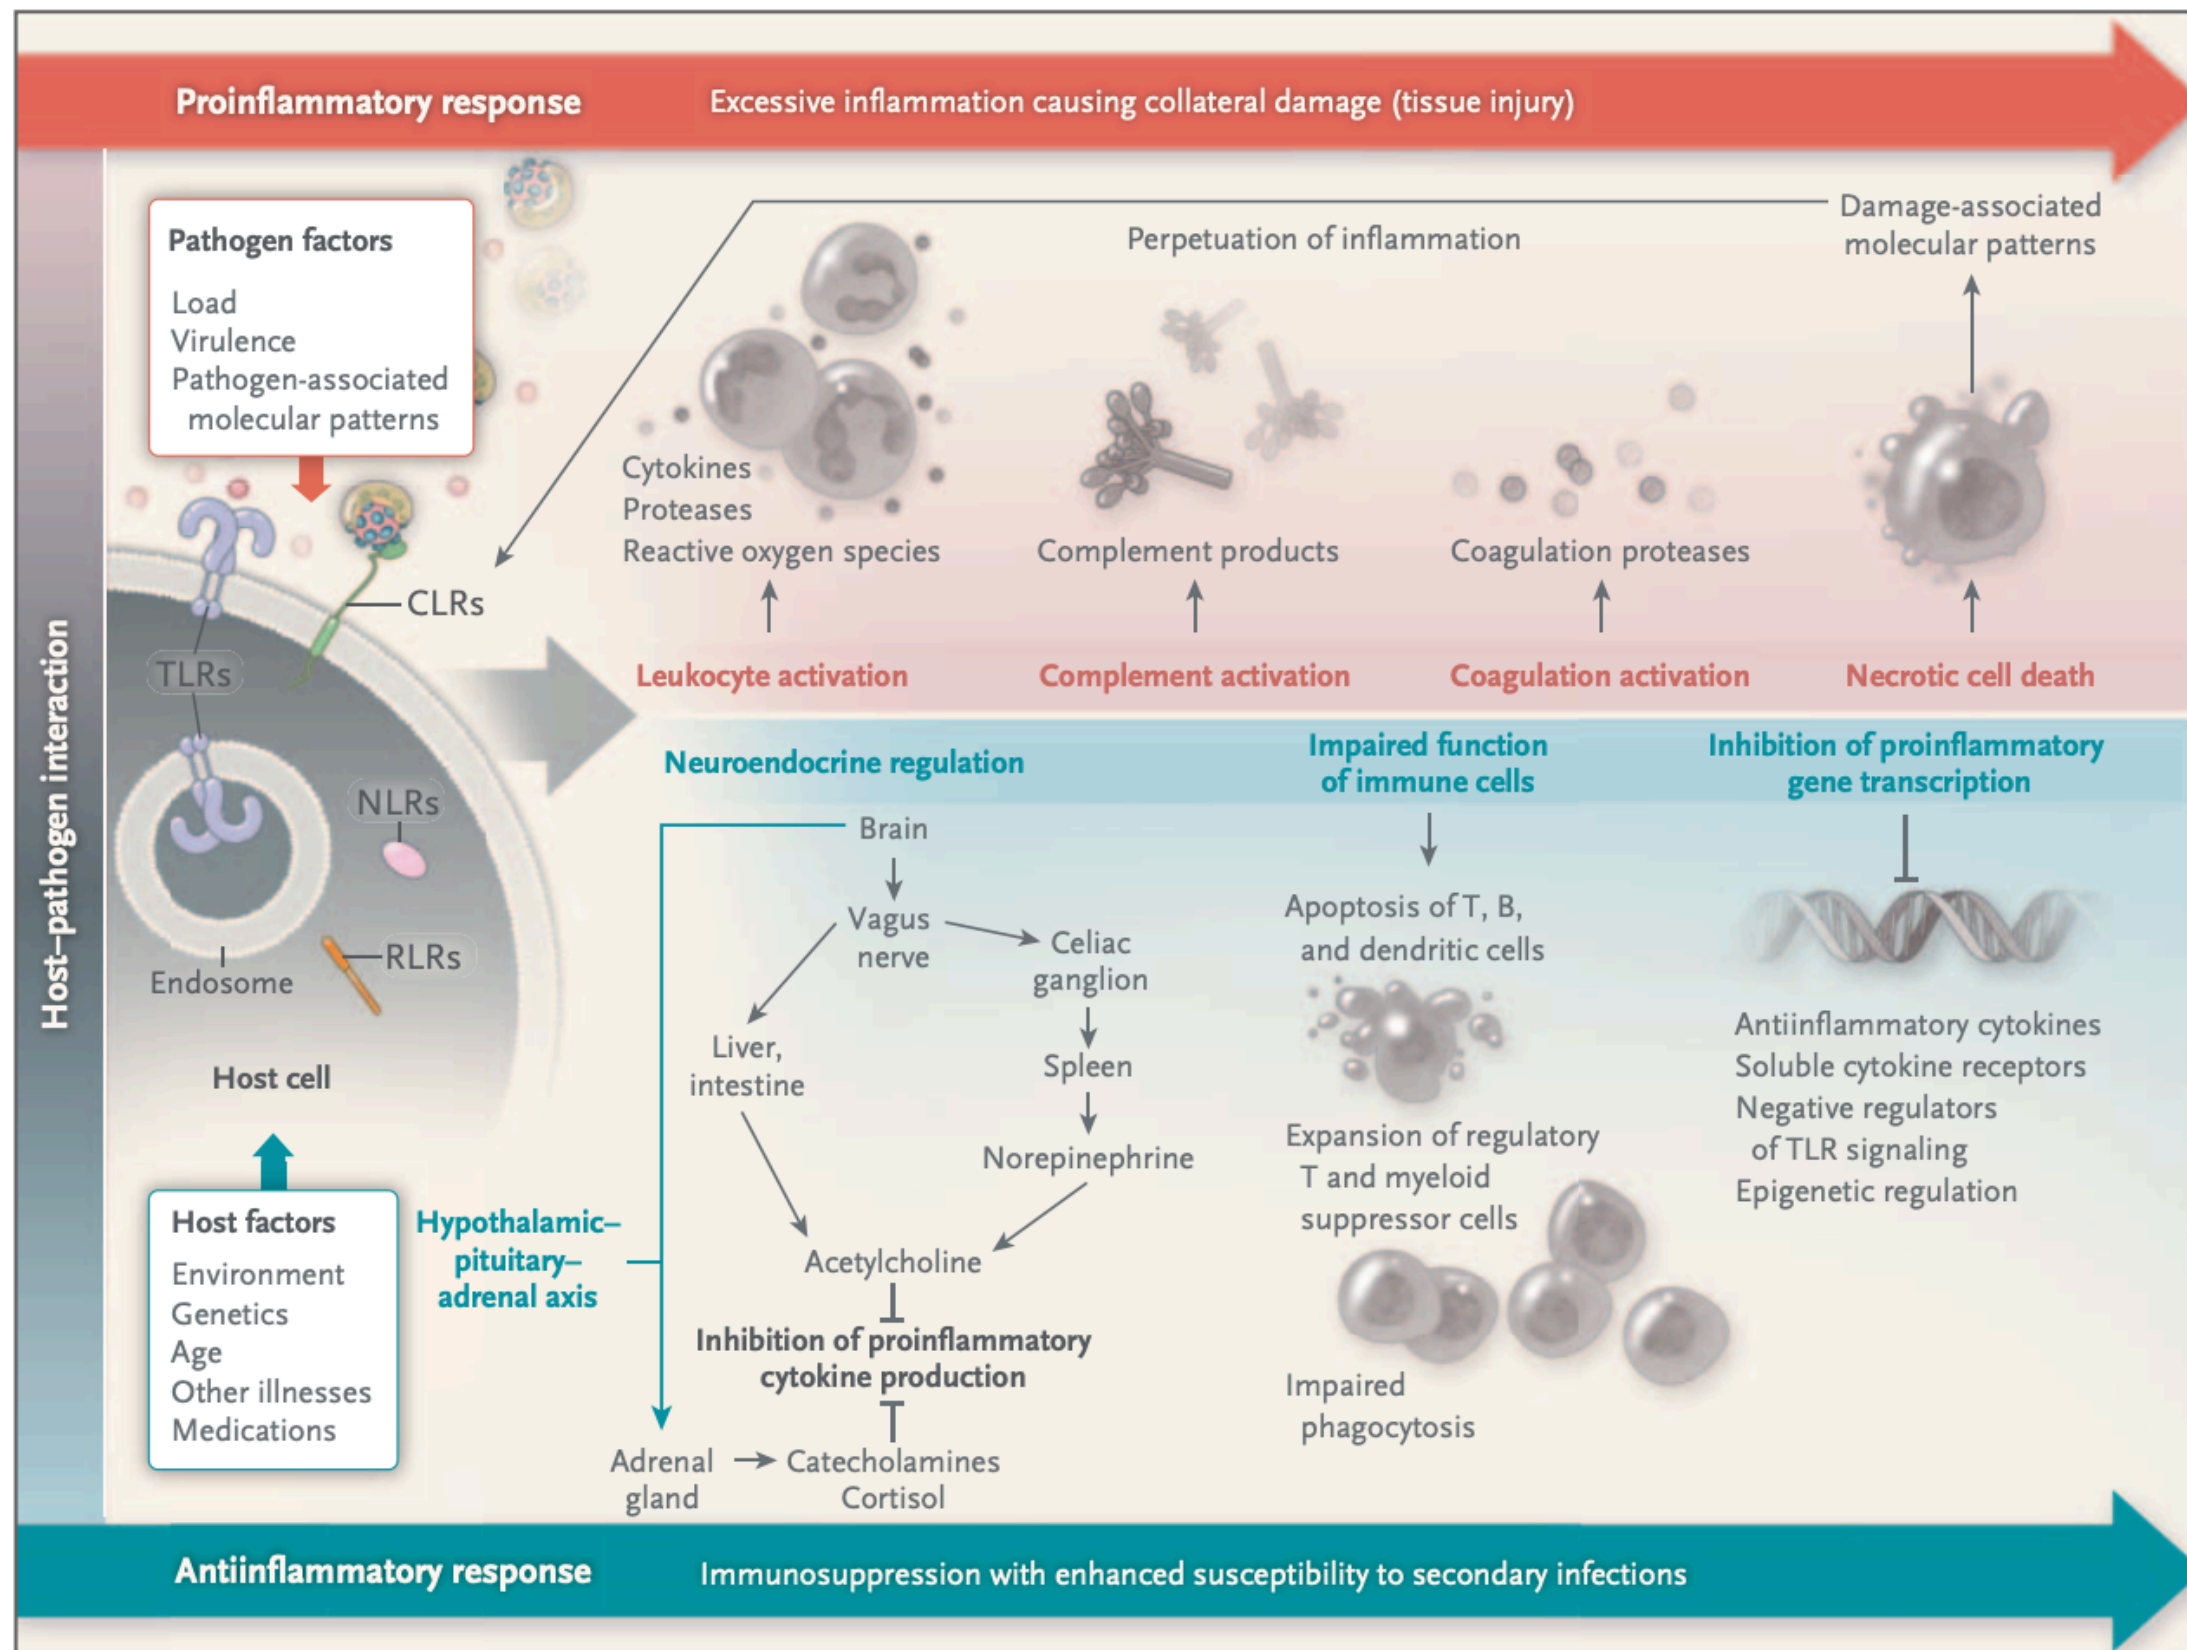 Proinflammatory response
Excessive inflammation causing collateral damage (tissue injury)
Host–pathogen interaction
Pathogen factors
Load
Virulence
Pathogen-associated
molecular patterns
CLRs
TLRs
NLRs
RLRs
Endosome
Host cell
Host factors
Environment
Genetics
Age
Other illnesses
Medications
Perpetuation of inflammation
Damage-associated
molecular patterns
Cytokines
Proteases
Reactive oxygen species
Complement products
Coagulation proteases
Leukocyte activation
Complement activation
Coagulation activation
Necrotic cell death
Neuroendocrine regulation
Brain
Vagus
nerve
Celiac
ganglion
Liver,
intestine
Spleen
Norepinephrine
Acetylcholine
Hypothalamic–
pituitary–
adrenal axis
Inhibition of proinflammatory
cytokine production
Adrenal
gland
Catecholamines
Cortisol
Impaired function
of immune cells
Apoptosis of T, B,
and dendritic cells
Expansion of regulatory
T and myeloid
suppressor cells
Impaired
phagocytosis
Inhibition of proinflammatory
gene transcription
Antiinflammatory cytokines
Soluble cytokine receptors
Negative regulators
of TLR signaling
Epigenetic regulation
Antiinflammatory response
Immunosuppression with enhanced susceptibility to secondary infections